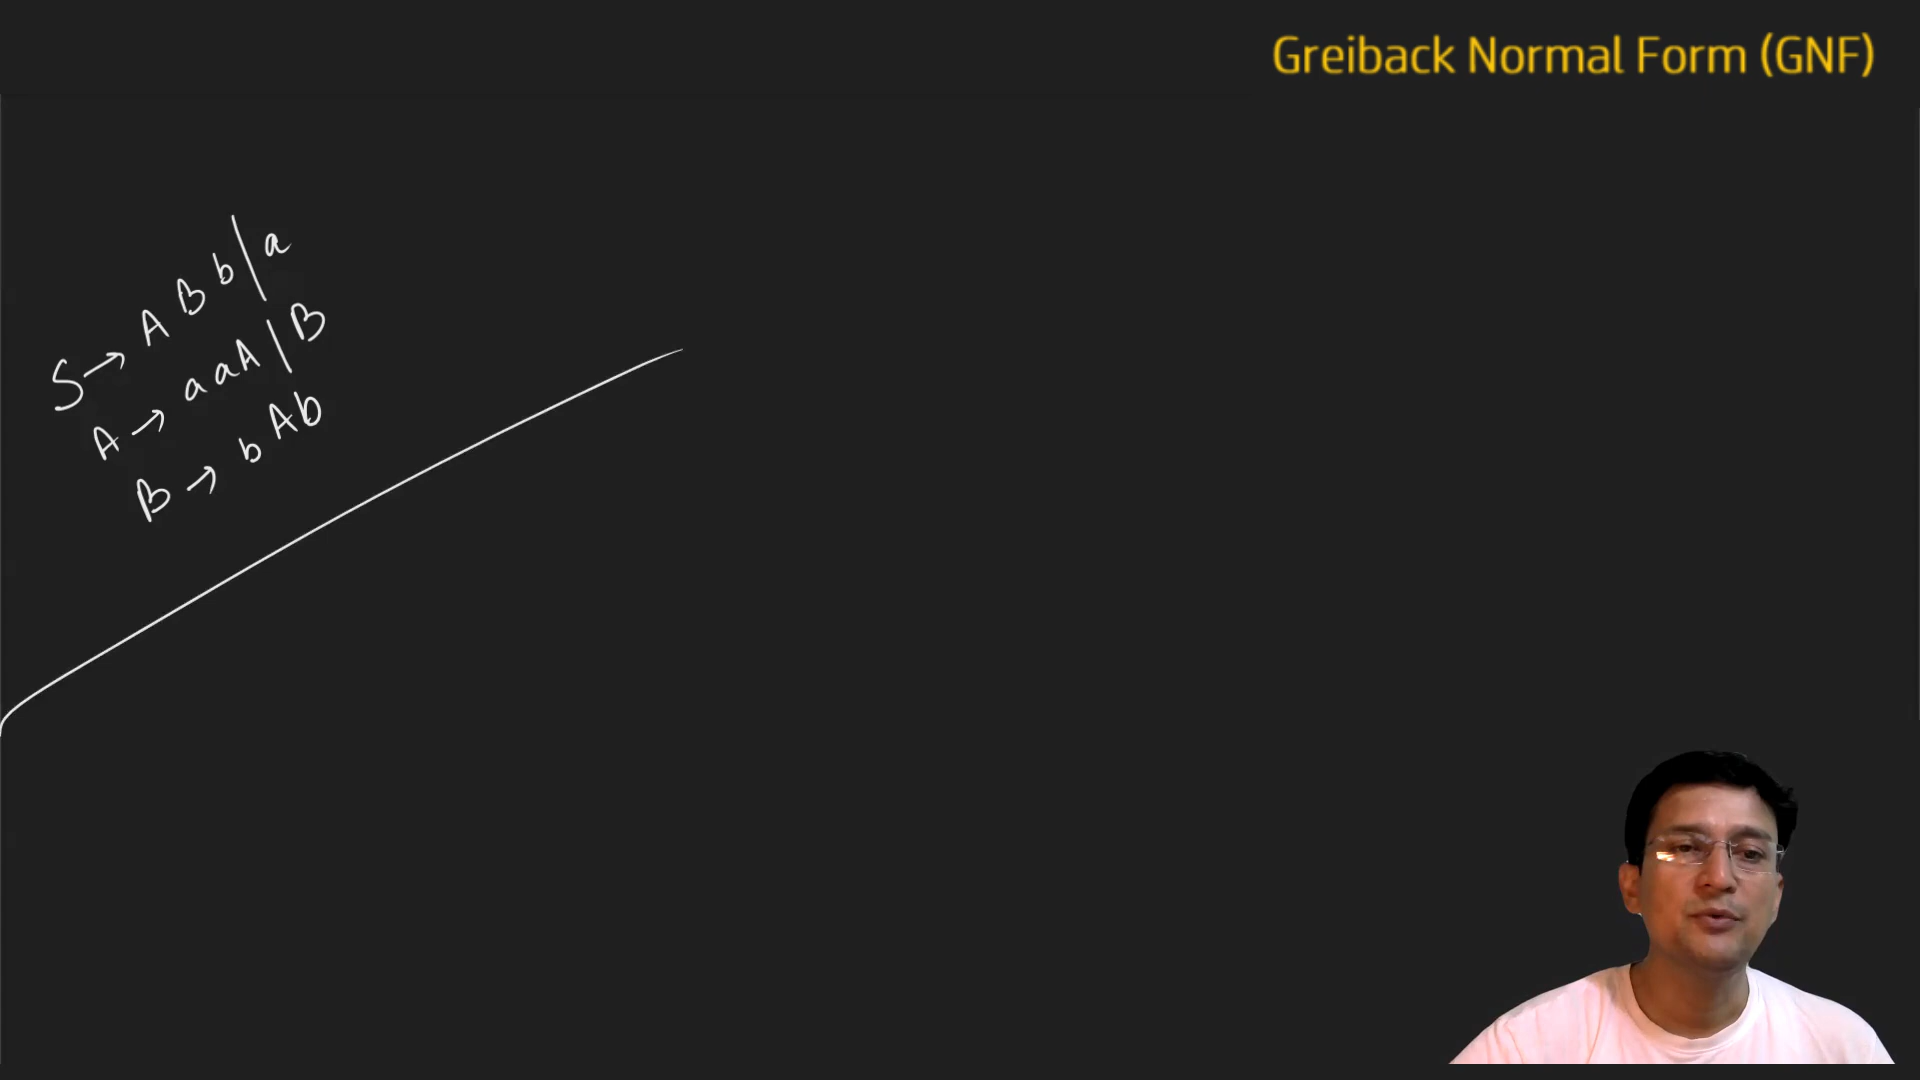 Greiback Normal Form (GNF)
S → A B b | a
A → a a A | B
B → b A b